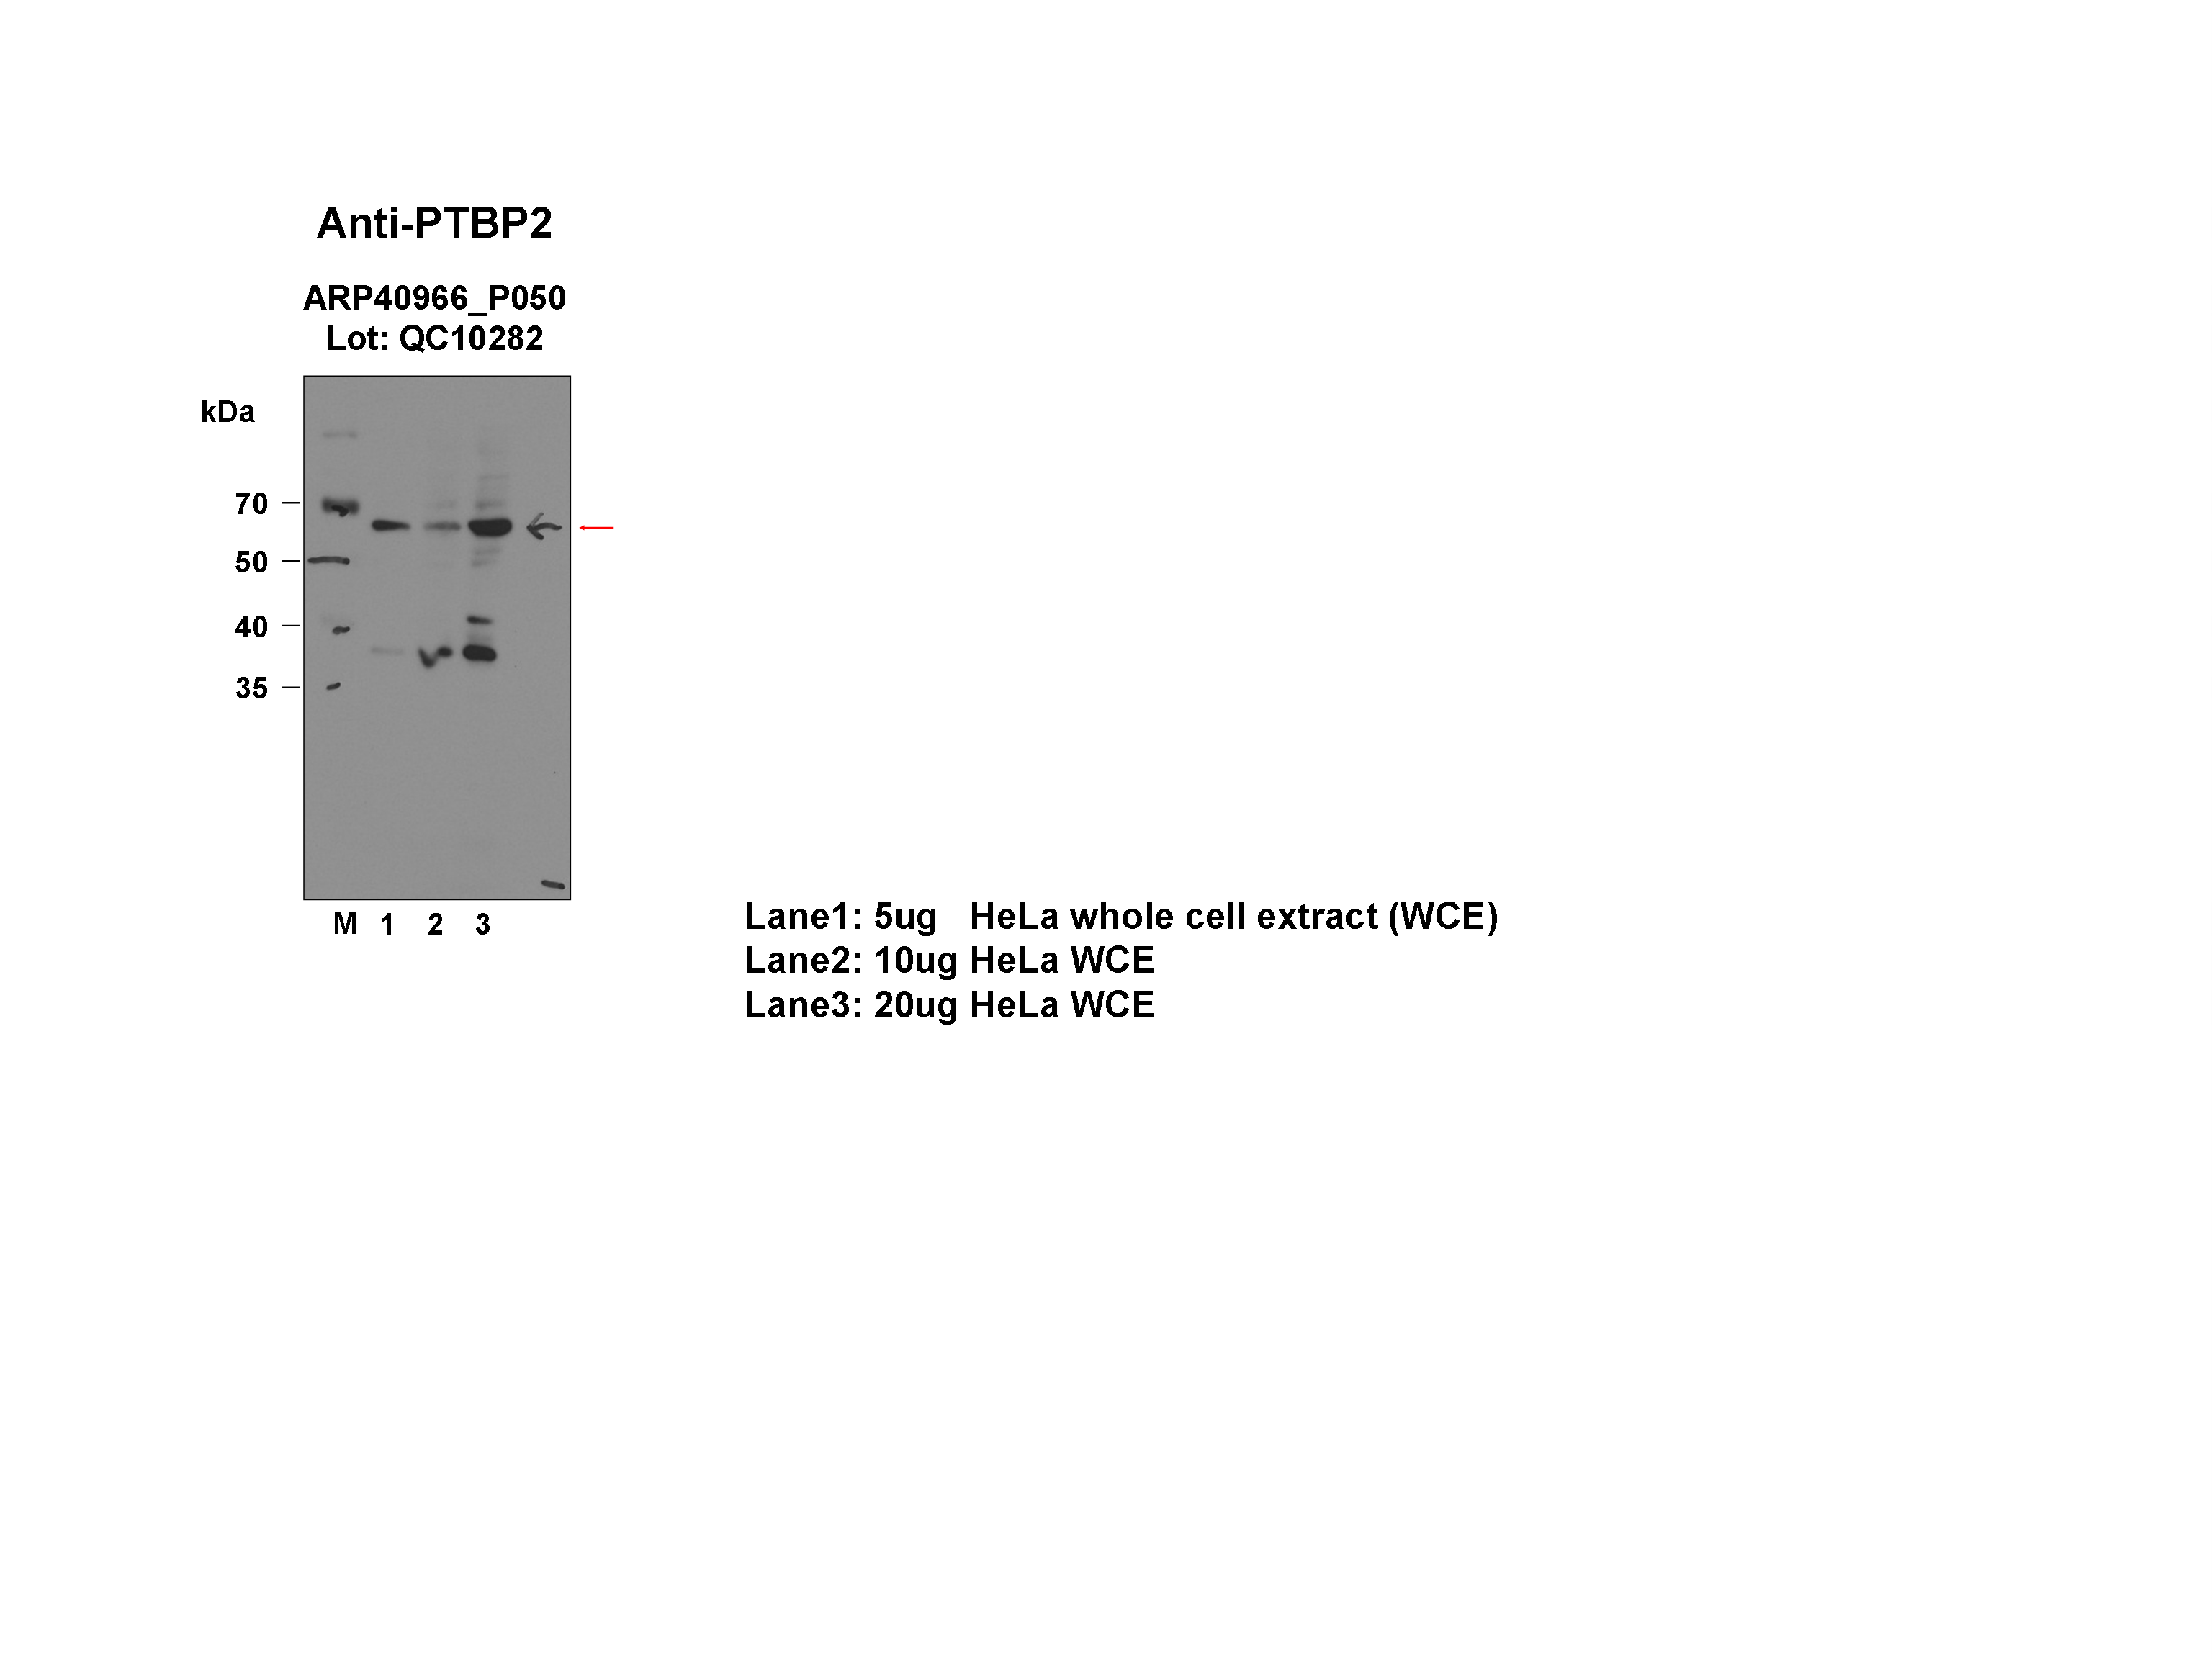 Anti-PTBP2
ARP40966_P050
Lot: QC10282
kDa
70
50
40
35
M 1 2 3
Lane1: 5ug HeLa whole cell extract (WCE)
Lane2: 10ug HeLa WCE
Lane3: 20ug HeLa WCE